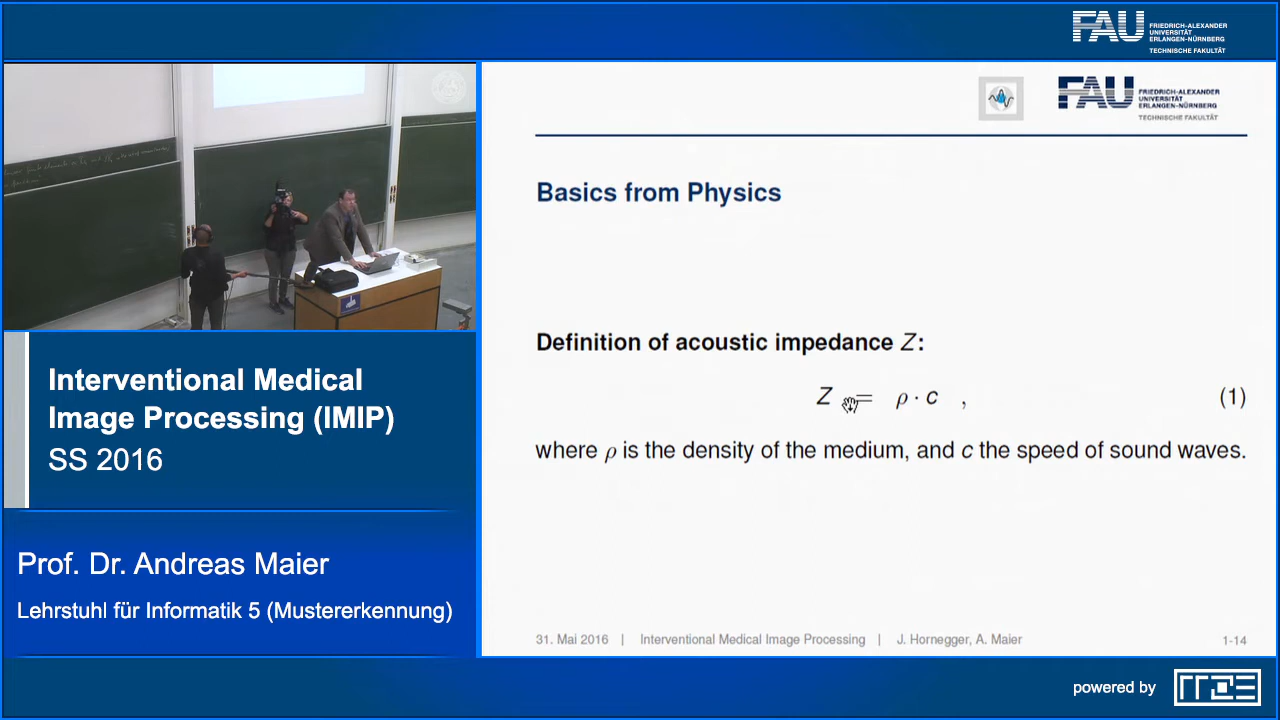 FAU
FRIEDRICH-ALEXANDER
UNIVERSITÄT
ERLANGEN-NÜRNBERG
TECHNISCHE FAKULTÄT
FAU
FRIEDRICH-ALEXANDER
UNIVERSITÄT
ERLANGEN-NÜRNBERG
TECHNISCHE FAKULTÄT
Basics from Physics
Definition of acoustic impedance Z:
Z = ρ · c , (1)
where ρ is the density of the medium, and c the speed of sound waves.
31. Mai 2016 | Interventional Medical Image Processing | J. Hornegger, A. Maier 1-14
Interventional Medical
Image Processing (IMIP)
SS 2016
Prof. Dr. Andreas Maier
Lehrstuhl für Informatik 5 (Mustererkennung)
powered by